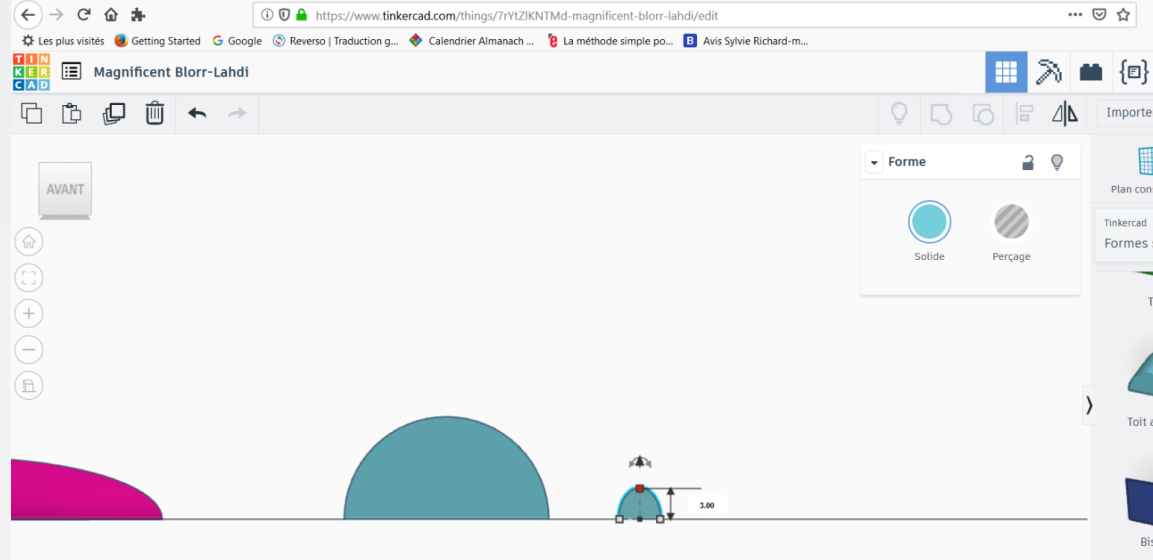 https://www.tinkercad.com/things/7rYtZlKNTMd-magnificent-blorr-lahdi/edit
Les plus visités Getting Started Google Reverso | Traduction g... Calendrier Almanach ... La méthode simple po... B Avis Sylvie Richard-m...
TIN
KER
CAD
Magnificent Blorr-Lahdi
Importe
AVANT
Forme
Solide
Perçage
Plan con
Tinkercad
Formes
T
Toit a
3.00
Bis